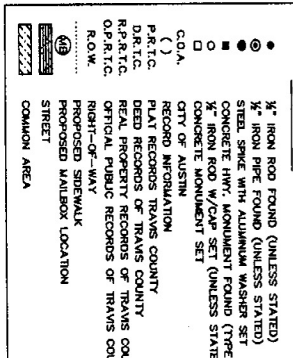 ½" IRON ROD FOUND (UNLESS STATED)
½" IRON PIPE FOUND (UNLESS STATED)
STEEL SPIKE WITH ALUMINUM WASHER SET
CONCRETE HWY. MONUMENT FOUND (TYPE
½" IRON ROD W/CAP SET (UNLESS STATE
CONCRETE MONUMENT SET
C.O.A. CITY OF AUSTIN
( ) RECORD INFORMATION
P.R.T.C. PLAT RECORDS TRAVIS COUNTY
D.R.T.C. DEED RECORDS OF TRAVIS COUNTY
R.P.R.T.C. REAL PROPERTY RECORDS OF TRAVIS COU
O.P.R.T.C. OFFICIAL PUBLIC RECORDS OF TRAVIS COU
R.O.W. RIGHT-OF-WAY
PROPOSED SIDEWALK
MB PROPOSED MAILBOX LOCATION
STREET
COMMON AREA